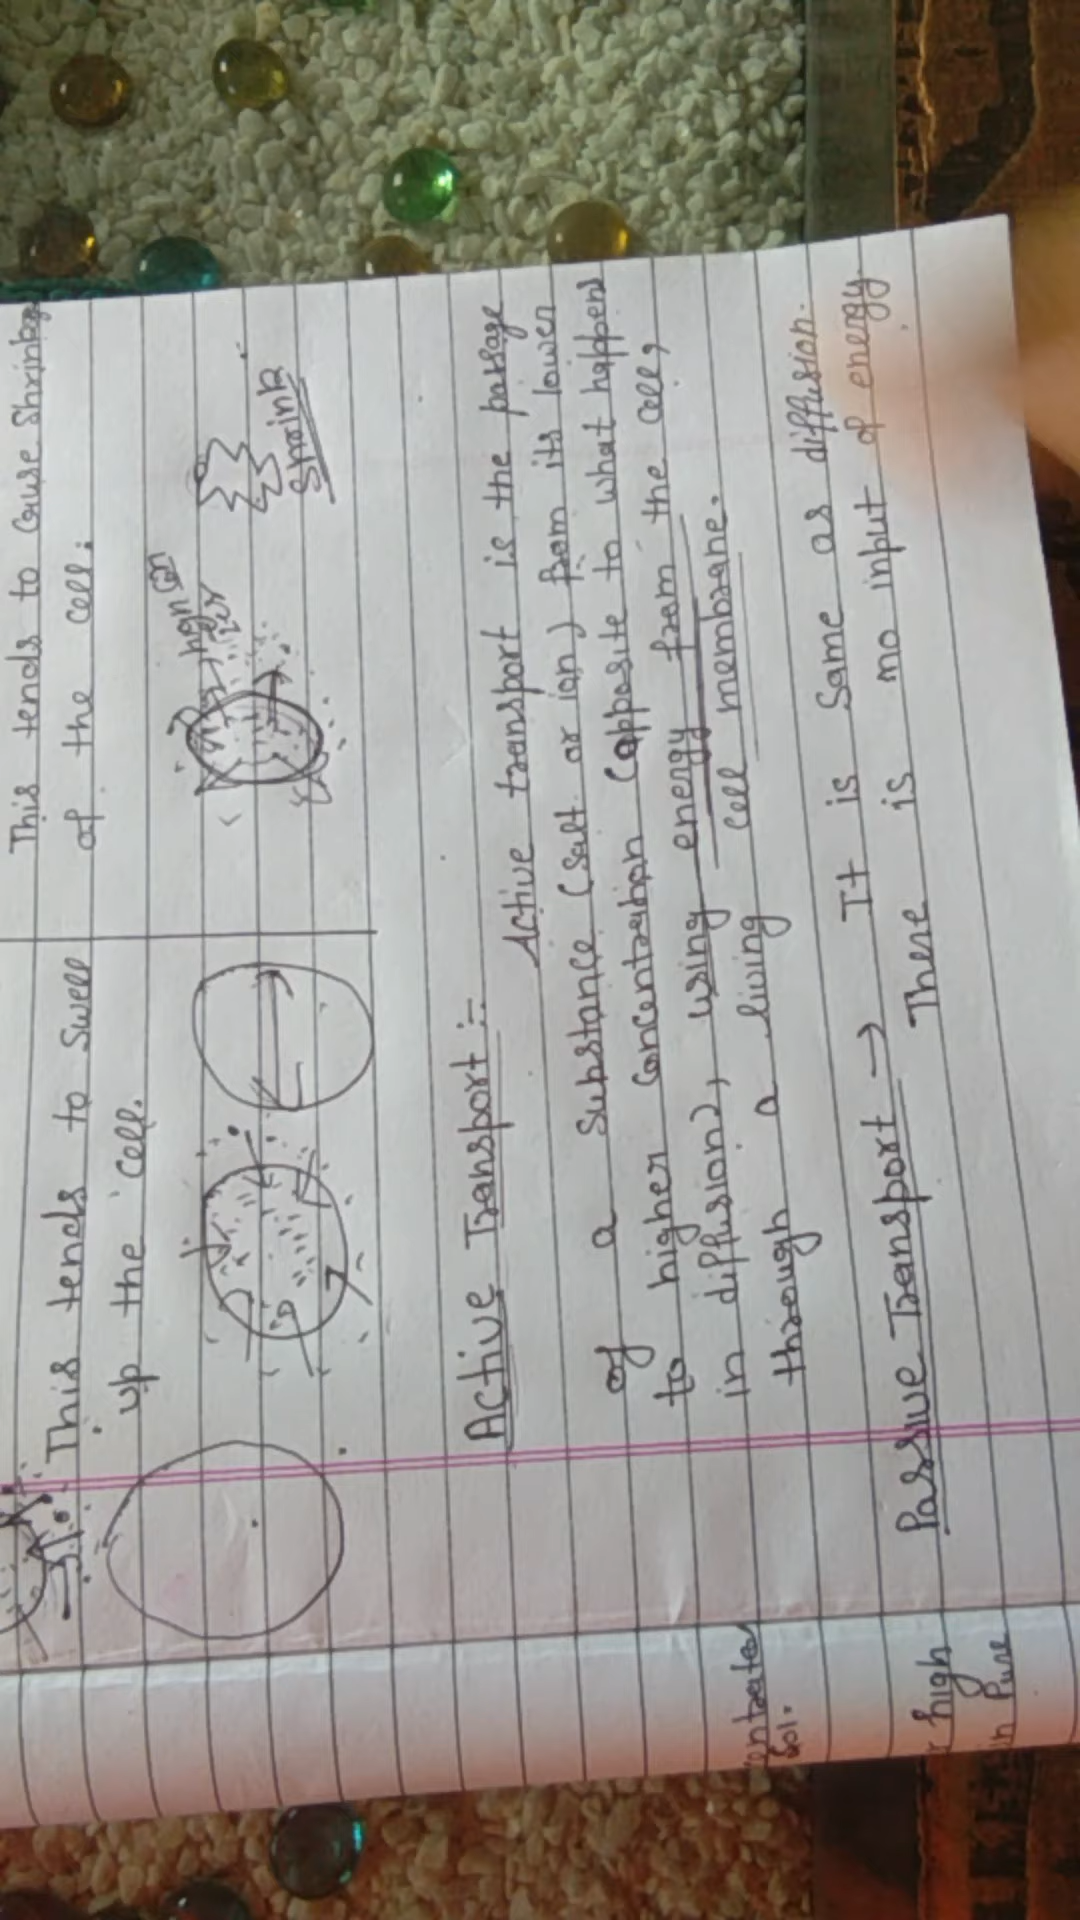 This tends to swell
up the cell.
This tends to cause Shrinkage
of the cell.
Shrink
Active Transport :-
Active transport is the passage
of a substance (salt or ion) from its lower
to higher concentration (opposite to what happens
in diffusion), using energy from the cell,
through a living cell membrane.
Passive Transport → It is Same as diffusion.
There is no input of energy.
Sol.
high
Pure